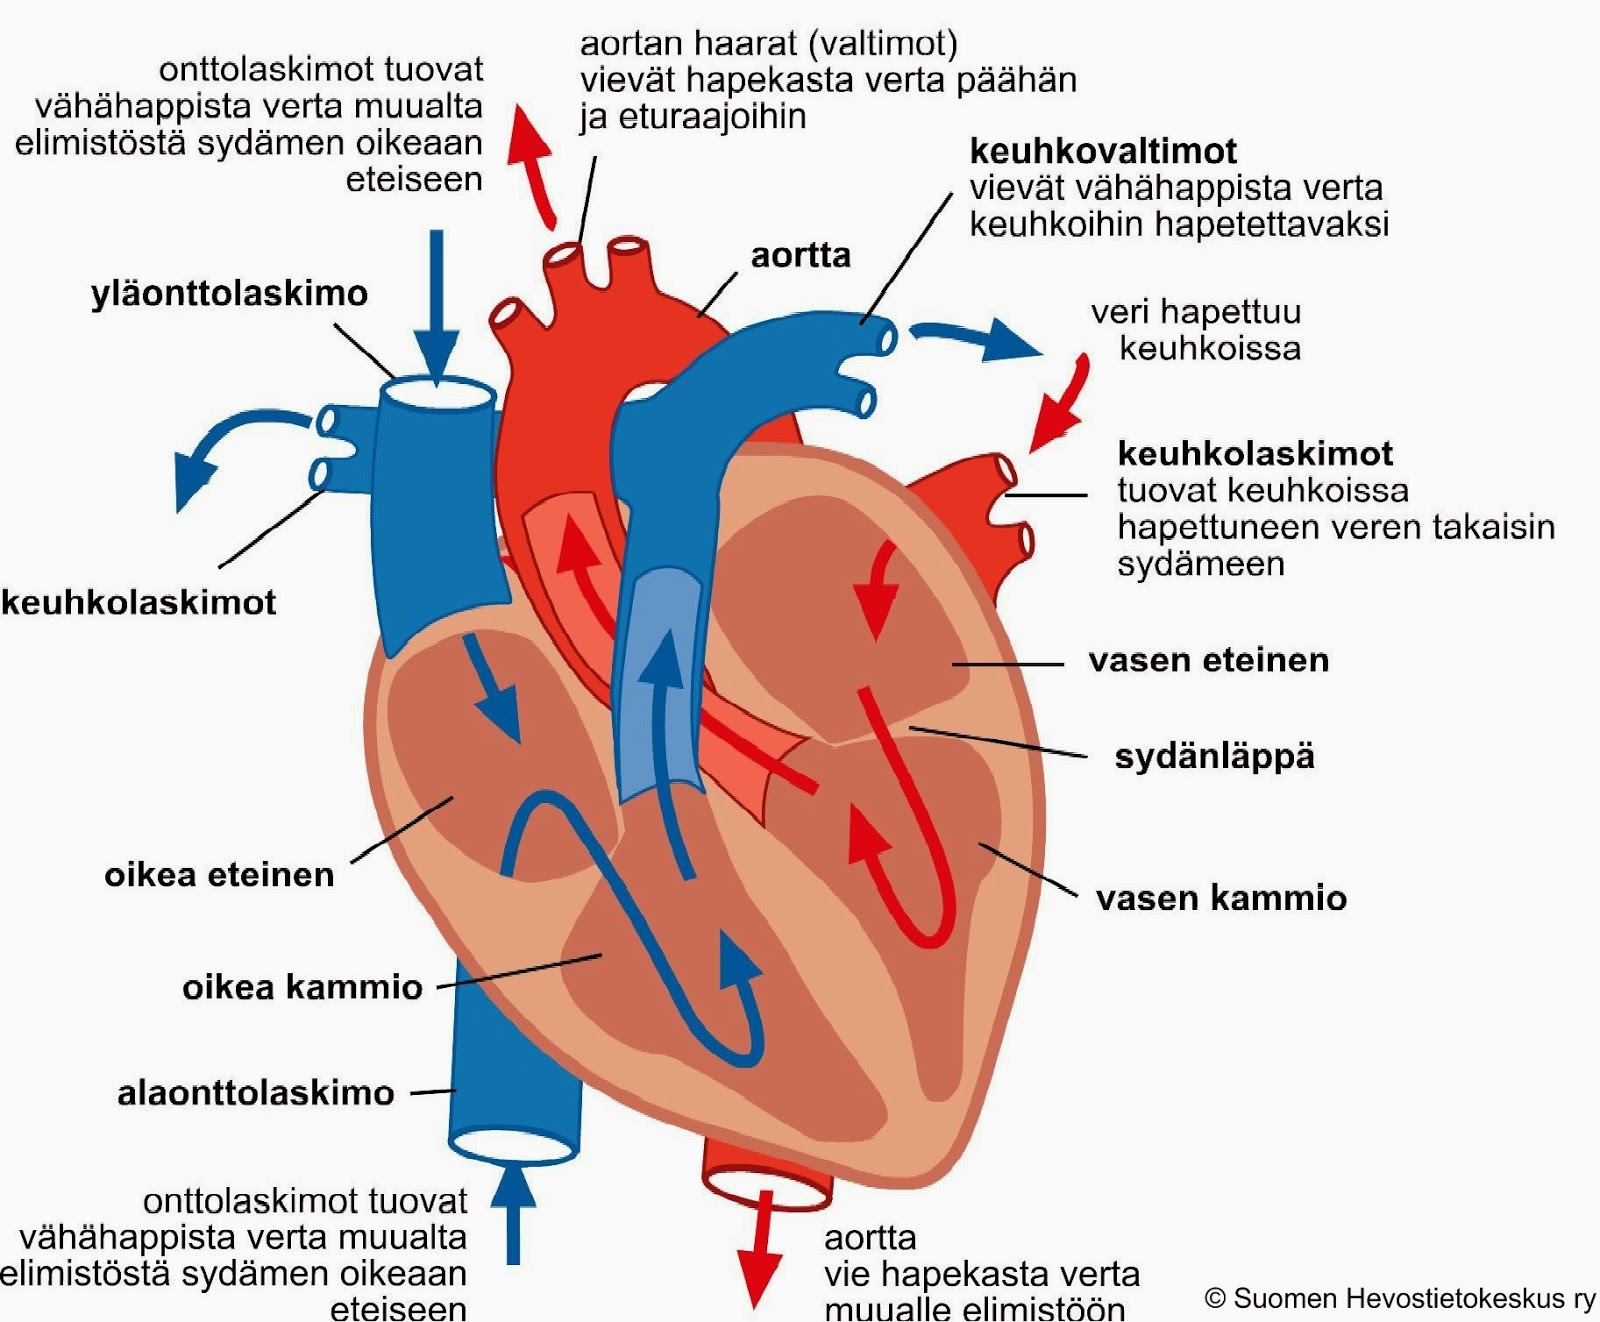 onttolaskimot tuovat
vähähappista verta muualta
elimistöstä sydämen oikeaan
eteiseen
aortan haarat (valtimot)
vievät hapekasta verta päähän
ja eturaajoihin
keuhkovaltimot
vievät vähähappista verta
keuhkoihin hapetettavaksi
aortta
yläonttolaskimo
veri hapettuu
keuhkoissa
keuhkolaskimot
tuovat keuhkoissa
hapettuneen veren takaisin
sydämeen
keuhkolaskimot
vasen eteinen
sydänläppä
oikea eteinen
vasen kammio
oikea kammio
alaonttolaskimo
onttolaskimot tuovat
vähähappista verta muualta
elimistöstä sydämen oikeaan
eteiseen
aortta
vie hapekasta verta
muualle elimistöön
© Suomen Hevostietokeskus ry